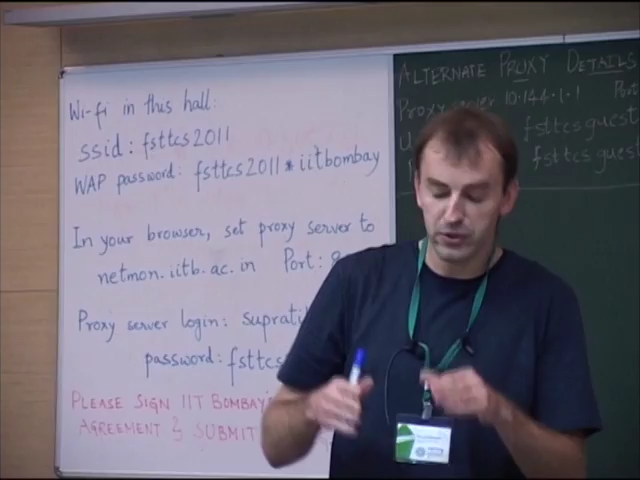 Wi-fi in this hall:
ssid: fsttcs2011
WAP password: fsttcs2011*iitbombay
In your browser, set proxy server to
netmon.iitb.ac.in Port: 8
Proxy server login: suprati
password: fsttcs
PLEASE SIGN IIT BOMBAY'
AGREEMENT & SUBMIT
ALTERNATE PROXY DETAILS
Proxy server 10.144.1.1 Port
U fsttcsguest
fsttcsguest